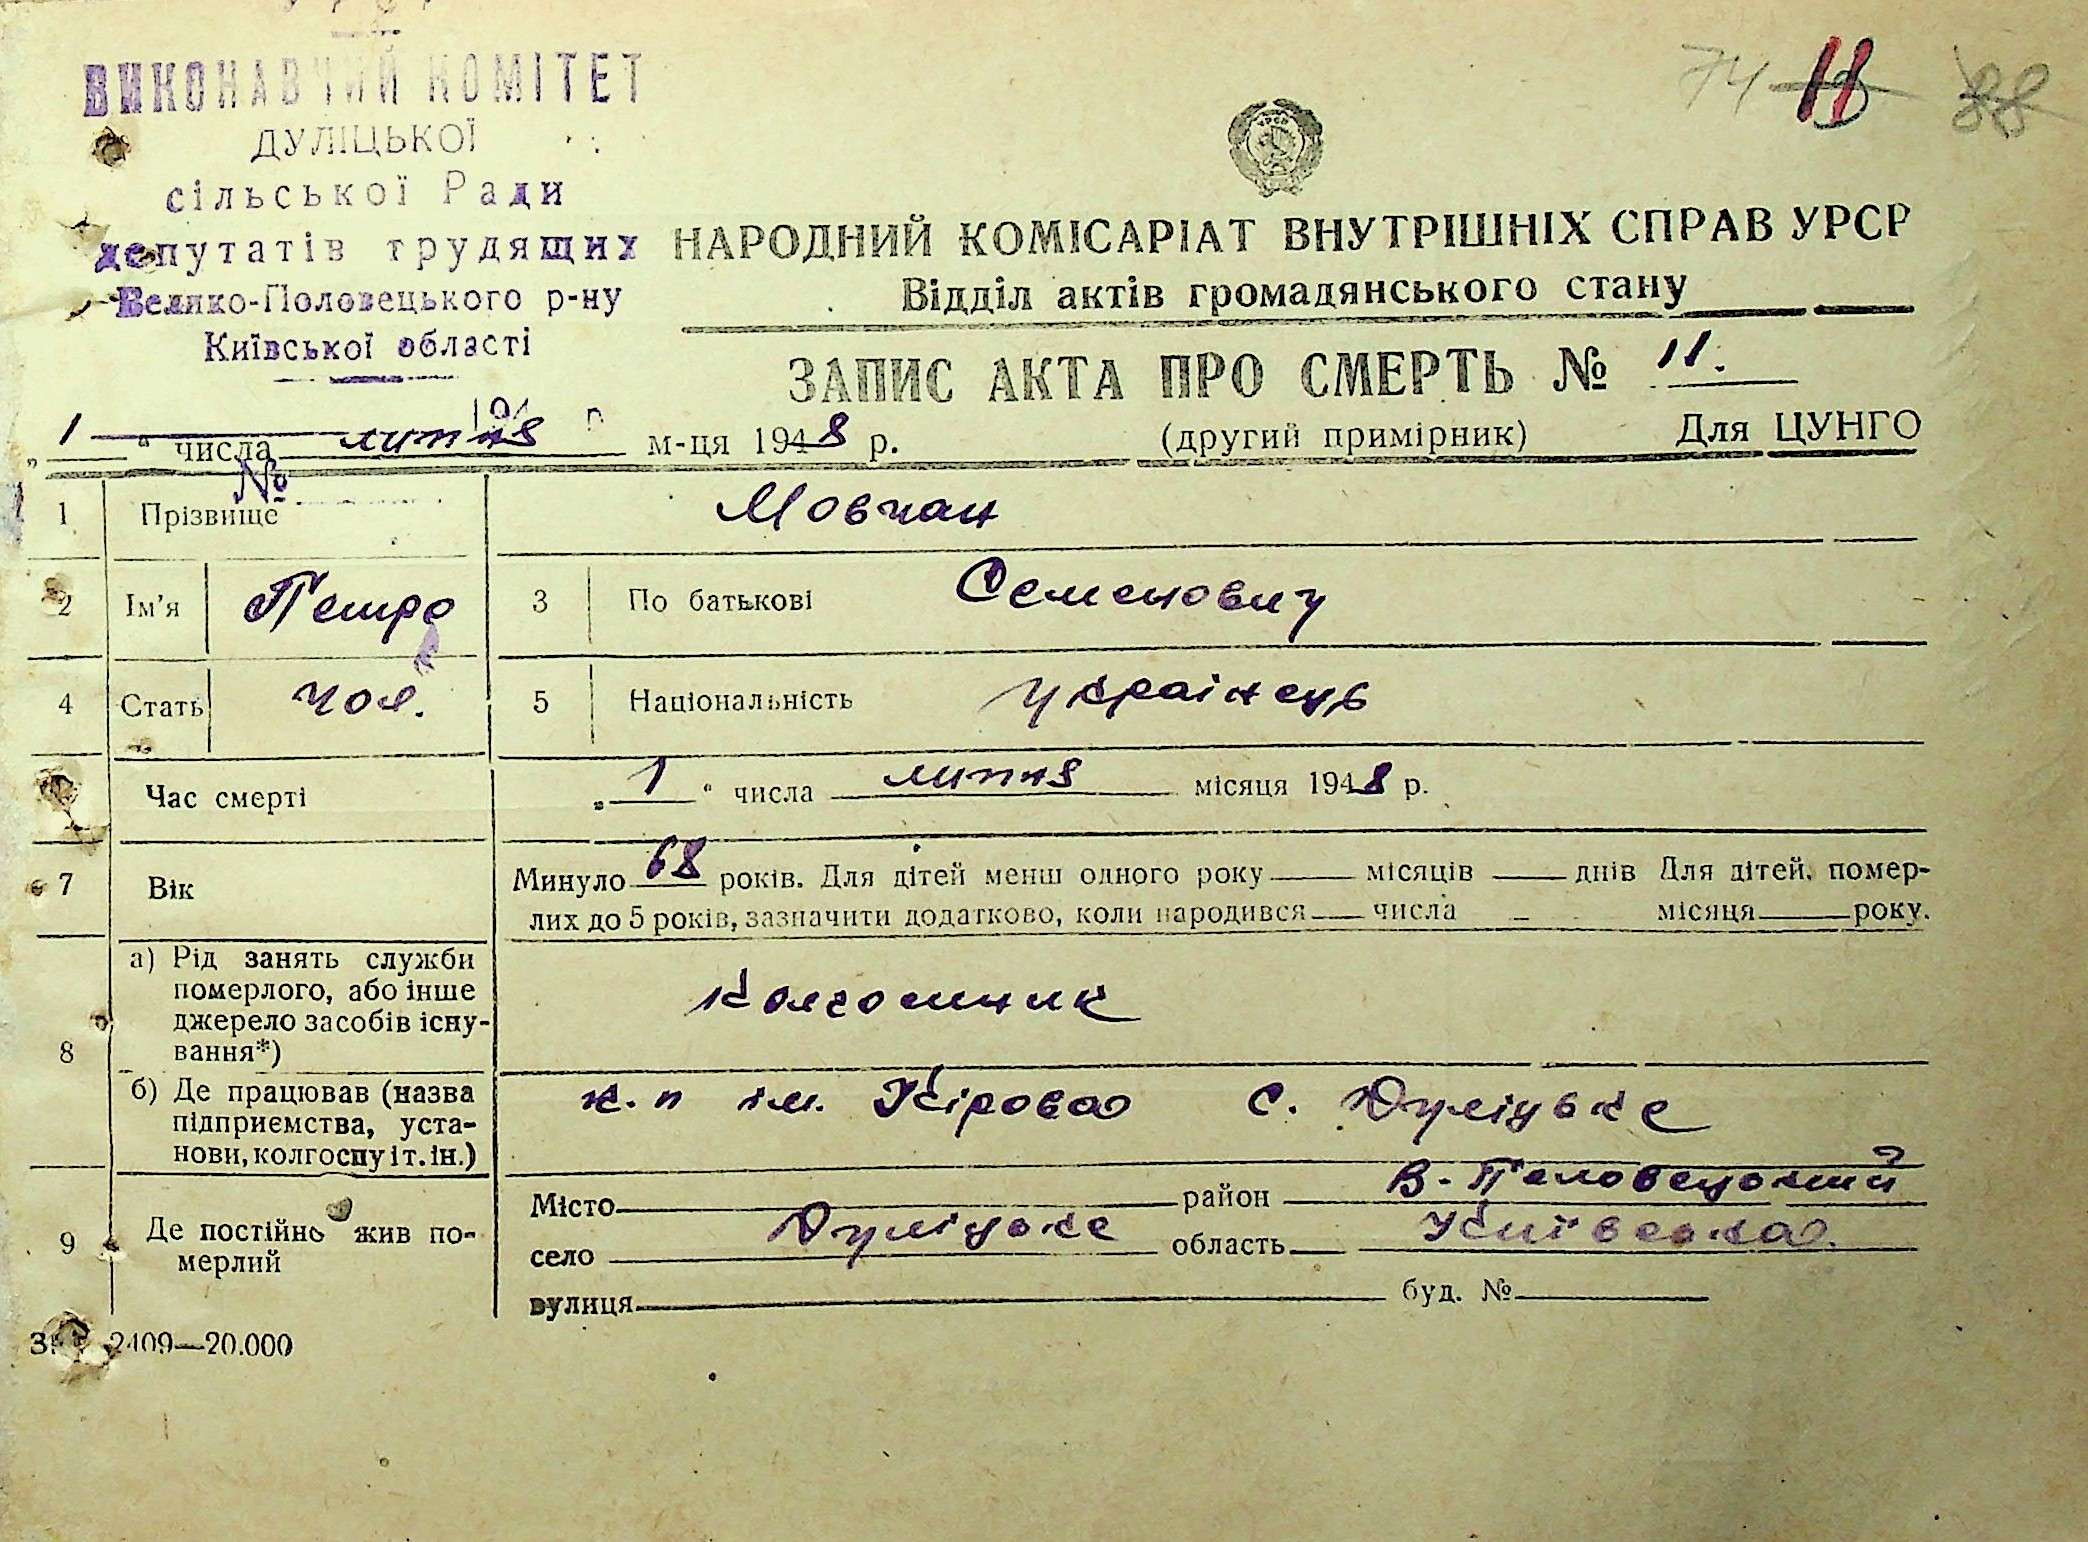 ВИКОНАВЧИЙ КОМІТЕТ
ДУЛІЦЬКОЇ
сільської Ради
депутатів трудящих
Велико-Половецького р-ну
Київської області
194 р
№
74 11 88
УРСР
НАРОДНИЙ КОМІСАРІАТ ВНУТРІШНІХ СПРАВ УРСР
Відділ актів громадянського стану
ЗАПИС АКТА ПРО СМЕРТЬ № 11.
„1“ числа липня м-ця 1948 р. (другий примірник) Для ЦУНГО
1 Прізвище Мовчан
2 Ім’я Петро 3 По батькові Семенович
4 Стать чол. 5 Національність українець
Час смерті „1“ числа липня місяця 1948 р.
7 Вік Минуло 68 років. Для дітей менш одного року місяців днів Для дітей, помер-
лих до 5 років, зазначити додатково, коли народився числа місяця року.
8 а) Рід занять служби
померлого, або інше
джерело засобів існу-
вання*)
Колгоспник
б) Де працював (назва
підприємства, уста-
нови, колгоспу і т. ін.)
к. п ім. Кірова с. Дуліцьке
9 Де постійно жив по-
мерлий
Місто район В-Половецький
село Дуліцьке область Київська.
вулиця буд. №
2409—20.000